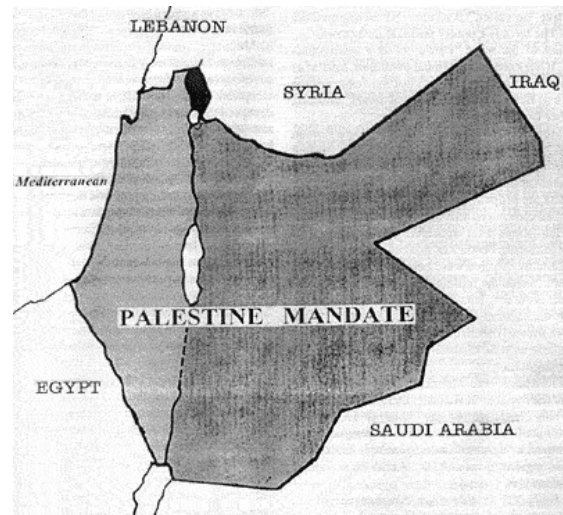 LEBANON
SYRIA
IRAQ
Mediterranean
PALESTINE MANDATE
EGYPT
SAUDI ARABIA